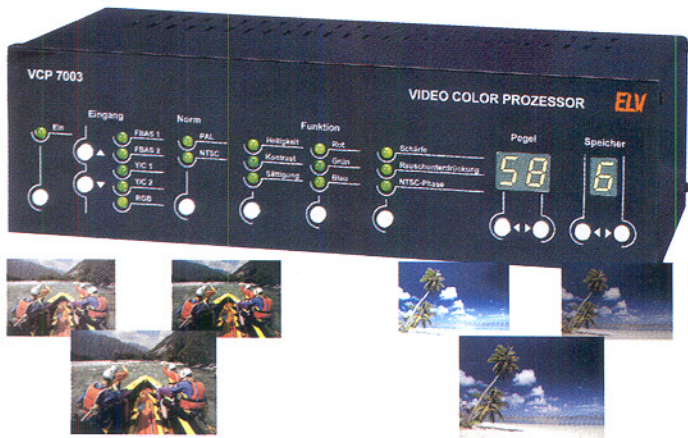 VCP 7003
VIDEO COLOR PROZESSOR ELV
Eingang Norm Funktion Pegel Speicher
Ein
FBAS 1
FBAS 2
Y/C 1
Y/C 2
RGB
PAL
NTSC
Helligkeit
Kontrast
Sättigung
Rot
Grün
Blau
Schärfe
Rauschunterdrückung
NTSC-Phase
58
6